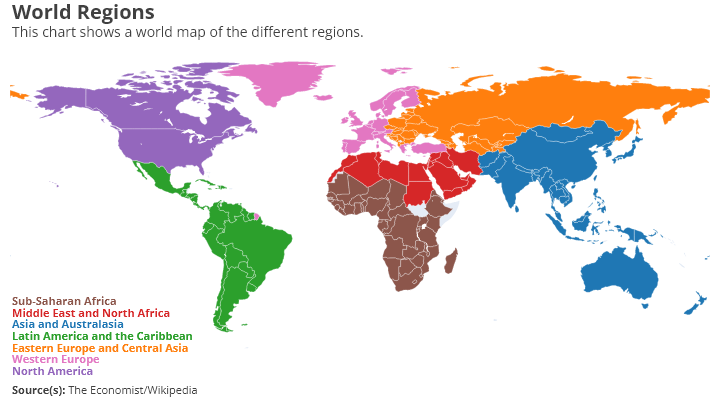 World Regions
This chart shows a world map of the different regions.
Sub-Saharan Africa
Middle East and North Africa
Asia and Australasia
Latin America and the Caribbean
Eastern Europe and Central Asia
Western Europe
North America
Source(s): The Economist/Wikipedia